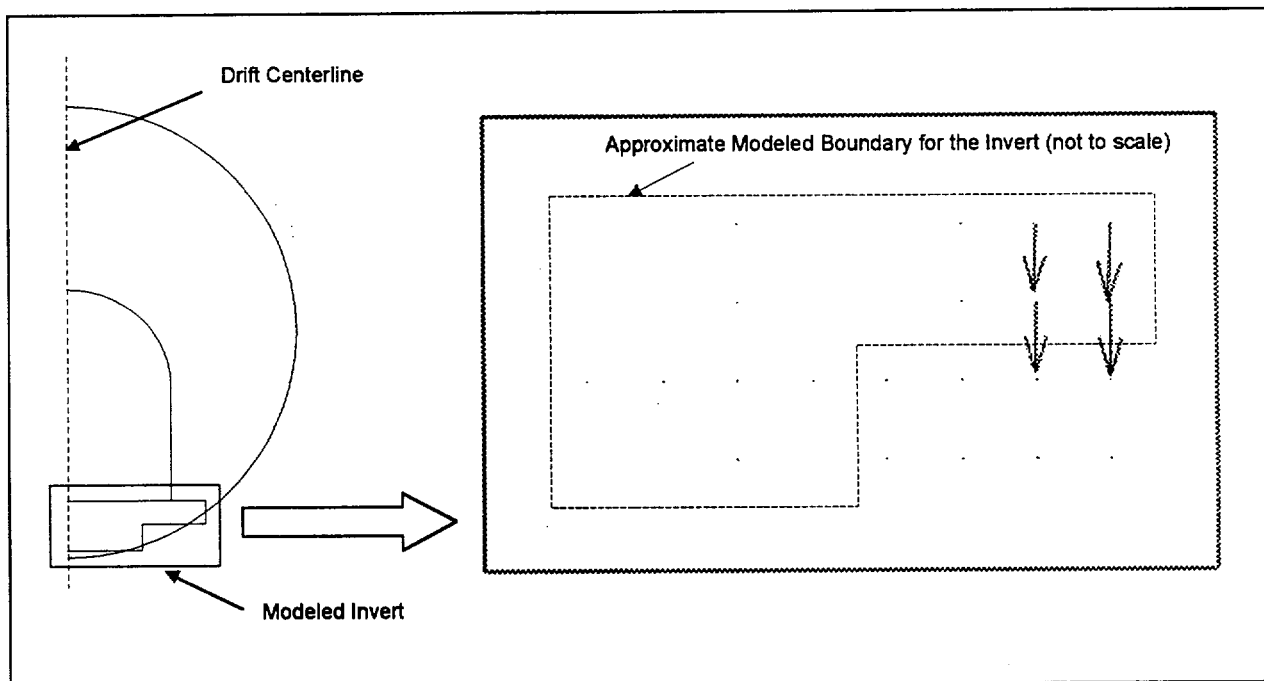 Drift Centerline
Approximate Modeled Boundary for the Invert (not to scale)
Modeled Invert